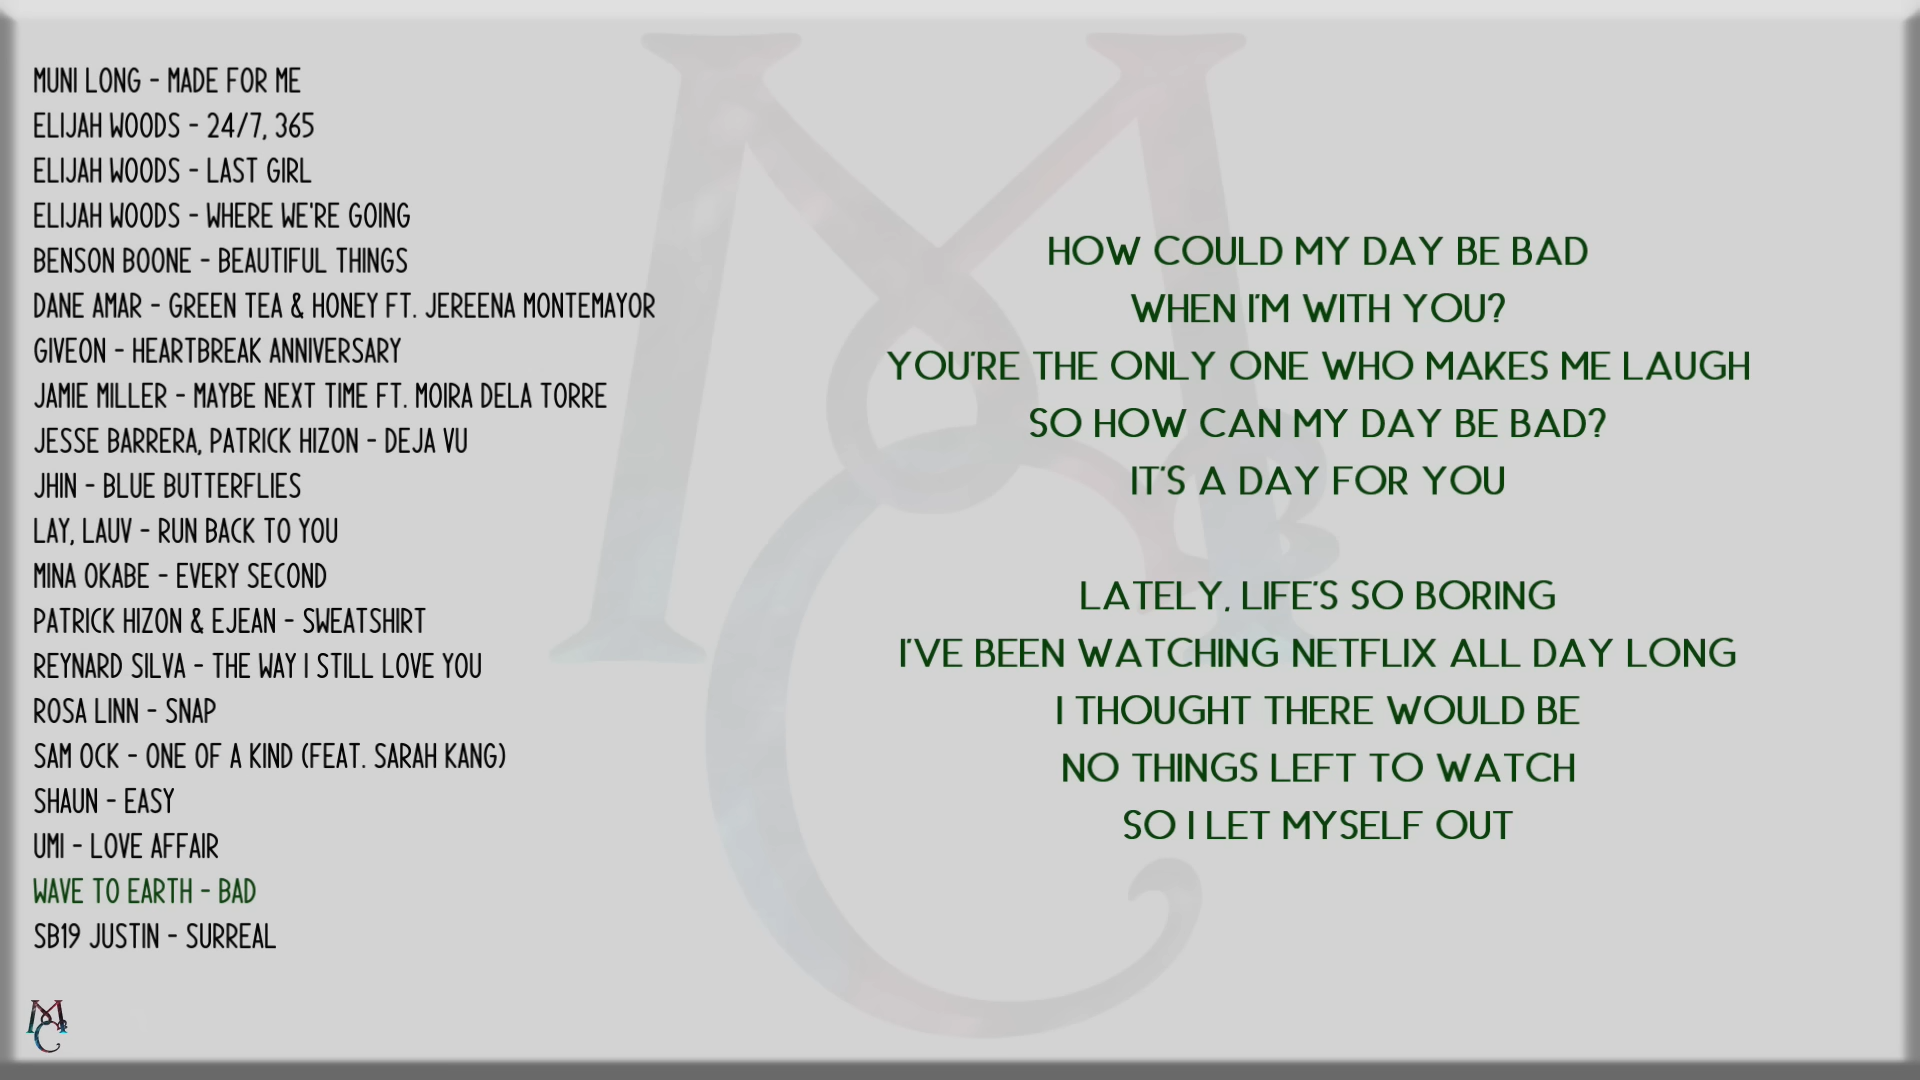 MUNI LONG - MADE FOR ME
ELIJAH WOODS - 24/7, 365
ELIJAH WOODS - LAST GIRL
ELIJAH WOODS - WHERE WE'RE GOING
BENSON BOONE - BEAUTIFUL THINGS
DANE AMAR - GREEN TEA & HONEY FT. JEREENA MONTEMAYOR
GIVEON - HEARTBREAK ANNIVERSARY
JAMIE MILLER - MAYBE NEXT TIME FT. MOIRA DELA TORRE
JESSE BARRERA, PATRICK HIZON - DEJA VU
JHIN - BLUE BUTTERFLIES
LAY, LAUV - RUN BACK TO YOU
MINA OKABE - EVERY SECOND
PATRICK HIZON & EJEAN - SWEATSHIRT
REYNARD SILVA - THE WAY I STILL LOVE YOU
ROSA LINN - SNAP
SAM OCK - ONE OF A KIND (FEAT. SARAH KANG)
SHAUN - EASY
UMI - LOVE AFFAIR
WAVE TO EARTH - BAD
SB19 JUSTIN - SURREAL
HOW COULD MY DAY BE BAD
WHEN I'M WITH YOU?
YOU'RE THE ONLY ONE WHO MAKES ME LAUGH
SO HOW CAN MY DAY BE BAD?
IT'S A DAY FOR YOU
LATELY, LIFE'S SO BORING
I'VE BEEN WATCHING NETFLIX ALL DAY LONG
I THOUGHT THERE WOULD BE
NO THINGS LEFT TO WATCH
SO I LET MYSELF OUT